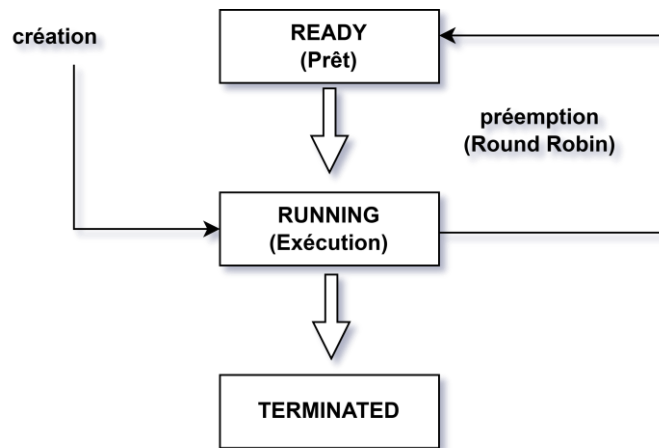 création
READY
(Prêt)
préemption
(Round Robin)
RUNNING
(Exécution)
TERMINATED